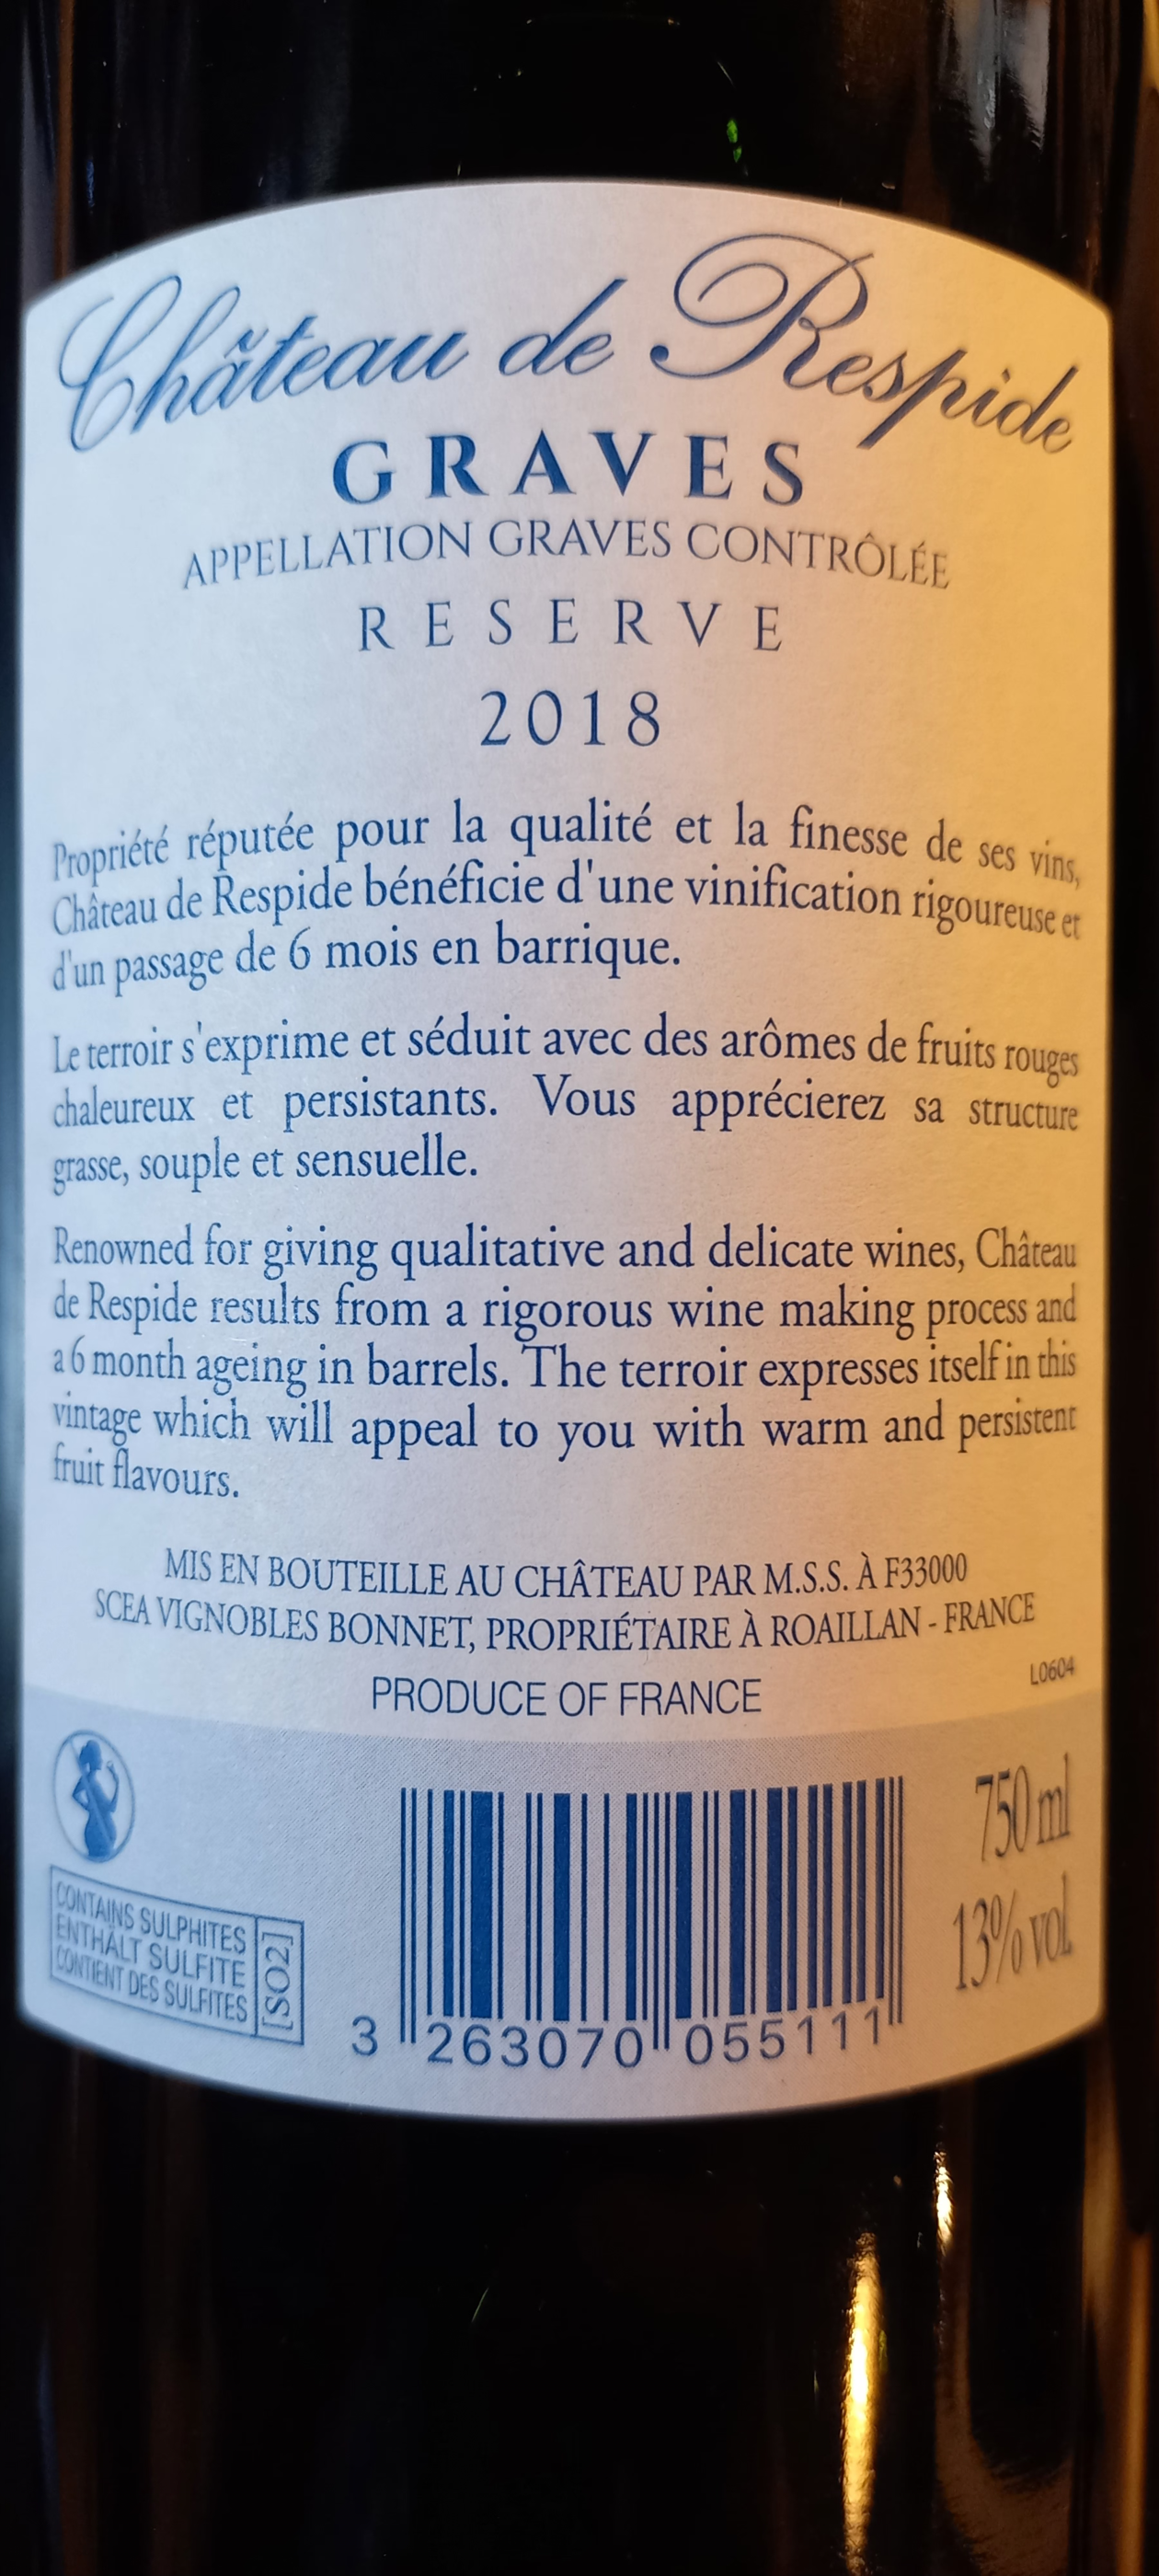 Château de Respide
GRAVES
APPELLATION GRAVES CONTRÔLÉE
RESERVE
2018
Propriété réputée pour la qualité et la finesse de ses vins,
Château de Respide bénéficie d'une vinification rigoureuse et
d'un passage de 6 mois en barrique.
Le terroir s'exprime et séduit avec des arômes de fruits rouges
chaleureux et persistants. Vous apprécierez sa structure
grasse, souple et sensuelle.
Renowned for giving qualitative and delicate wines, Château
de Respide results from a rigorous wine making process and
a 6 month ageing in barrels. The terroir expresses itself in this
vintage which will appeal to you with warm and persistent
fruit flavours.
MIS EN BOUTEILLE AU CHÂTEAU PAR M.S.S. À F33000
SCEA VIGNOBLES BONNET, PROPRIÉTAIRE À ROAILLAN - FRANCE
L0604
PRODUCE OF FRANCE
750 ml
13% vol.
CONTAINS SULPHITES
ENTHÄLT SULFITE
CONTIENT DES SULFITES
[SO2]
3 263070 055111